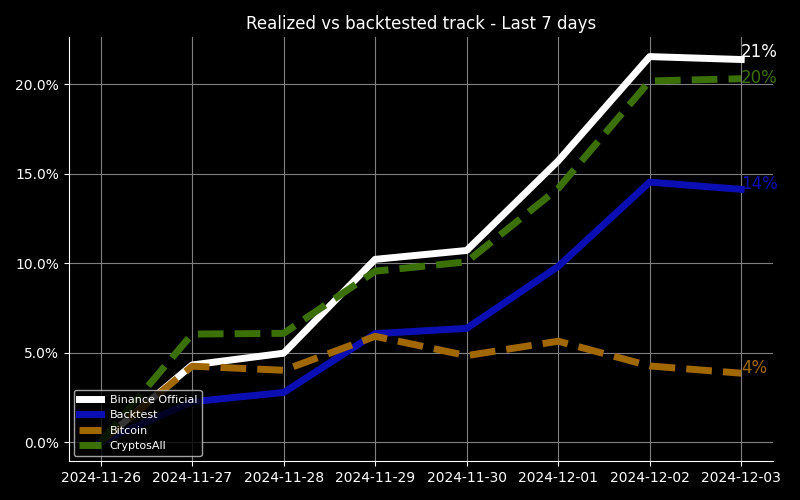 Realized vs backtested track - Last 7 days
21%
20%
14%
4%
20.0%
15.0%
10.0%
5.0%
0.0%
Binance Official
Backtest
Bitcoin
CryptosAll
2024-11-26 2024-11-27 2024-11-28 2024-11-29 2024-11-30 2024-12-01 2024-12-02 2024-12-03